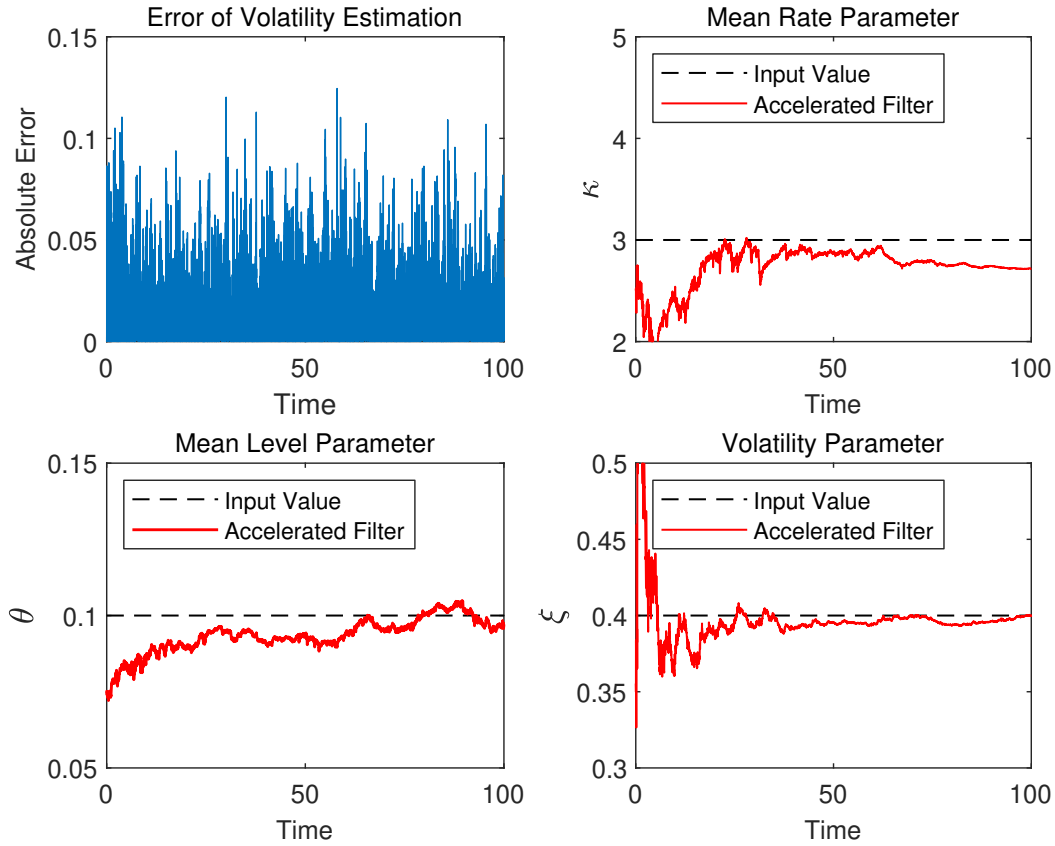 Error of Volatility Estimation
0.15
0.1
0.05
0
Absolute Error
0
50
100
Time
Mean Rate Parameter
5
4
3
2
κ
Input Value
Accelerated Filter
0
50
100
Time
Mean Level Parameter
0.15
0.1
0.05
θ
Input Value
Accelerated Filter
0
50
100
Time
Volatility Parameter
0.5
0.45
0.4
0.35
0.3
ξ
Input Value
Accelerated Filter
0
50
100
Time